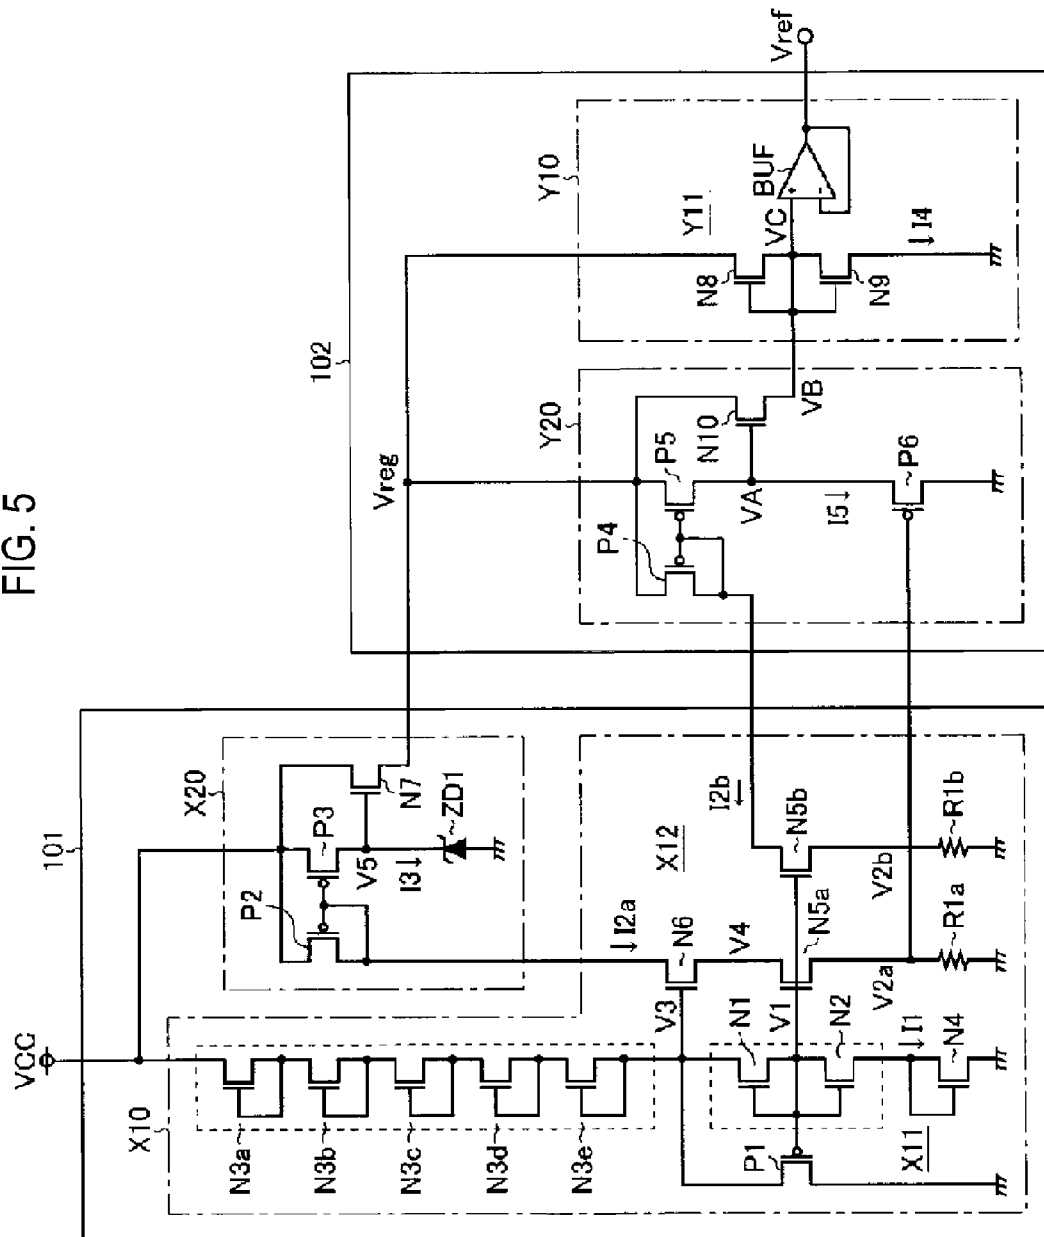 FIG. 5
101
102
VCC
X10
N3a
N3b
N3c
N3d
N3e
X20
P2
P3
V5
I3
N7
ZD1
I2a
I2b
X12
V3
N6
V4
N1
V1
N5a
N5b
N2
V2a
V2b
I1
N4
R1a
R1b
P1
X11
Vreg
Y20
P4
P5
N10
VA
VB
I5
P6
Y10
Y11
N8
N9
VC
BUF
+
-
I4
Vref